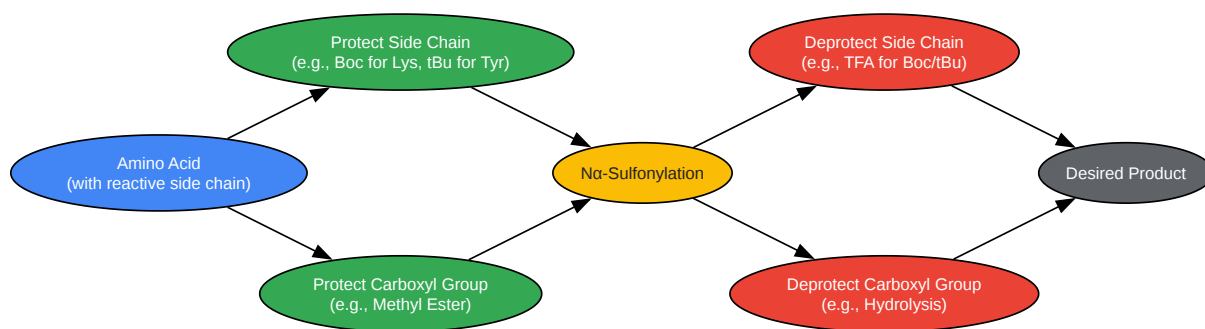 Protect Side Chain
(e.g., Boc for Lys, tBu for Tyr)
Deprotect Side Chain
(e.g., TFA for Boc/tBu)
Amino Acid
(with reactive side chain)
Nα-Sulfonylation
Desired Product
Protect Carboxyl Group
(e.g., Methyl Ester)
Deprotect Carboxyl Group
(e.g., Hydrolysis)